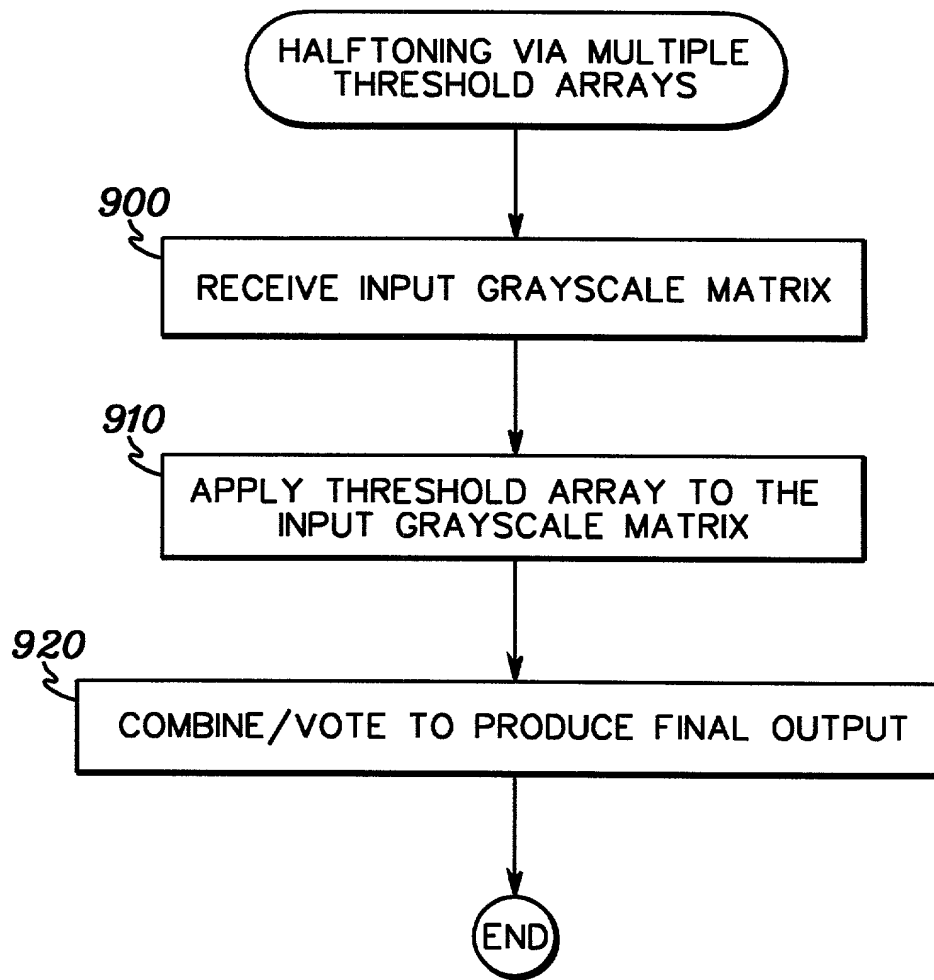 HALFTONING VIA MULTIPLE
THRESHOLD ARRAYS
900
RECEIVE INPUT GRAYSCALE MATRIX
910
APPLY THRESHOLD ARRAY TO THE
INPUT GRAYSCALE MATRIX
920
COMBINE/VOTE TO PRODUCE FINAL OUTPUT
END